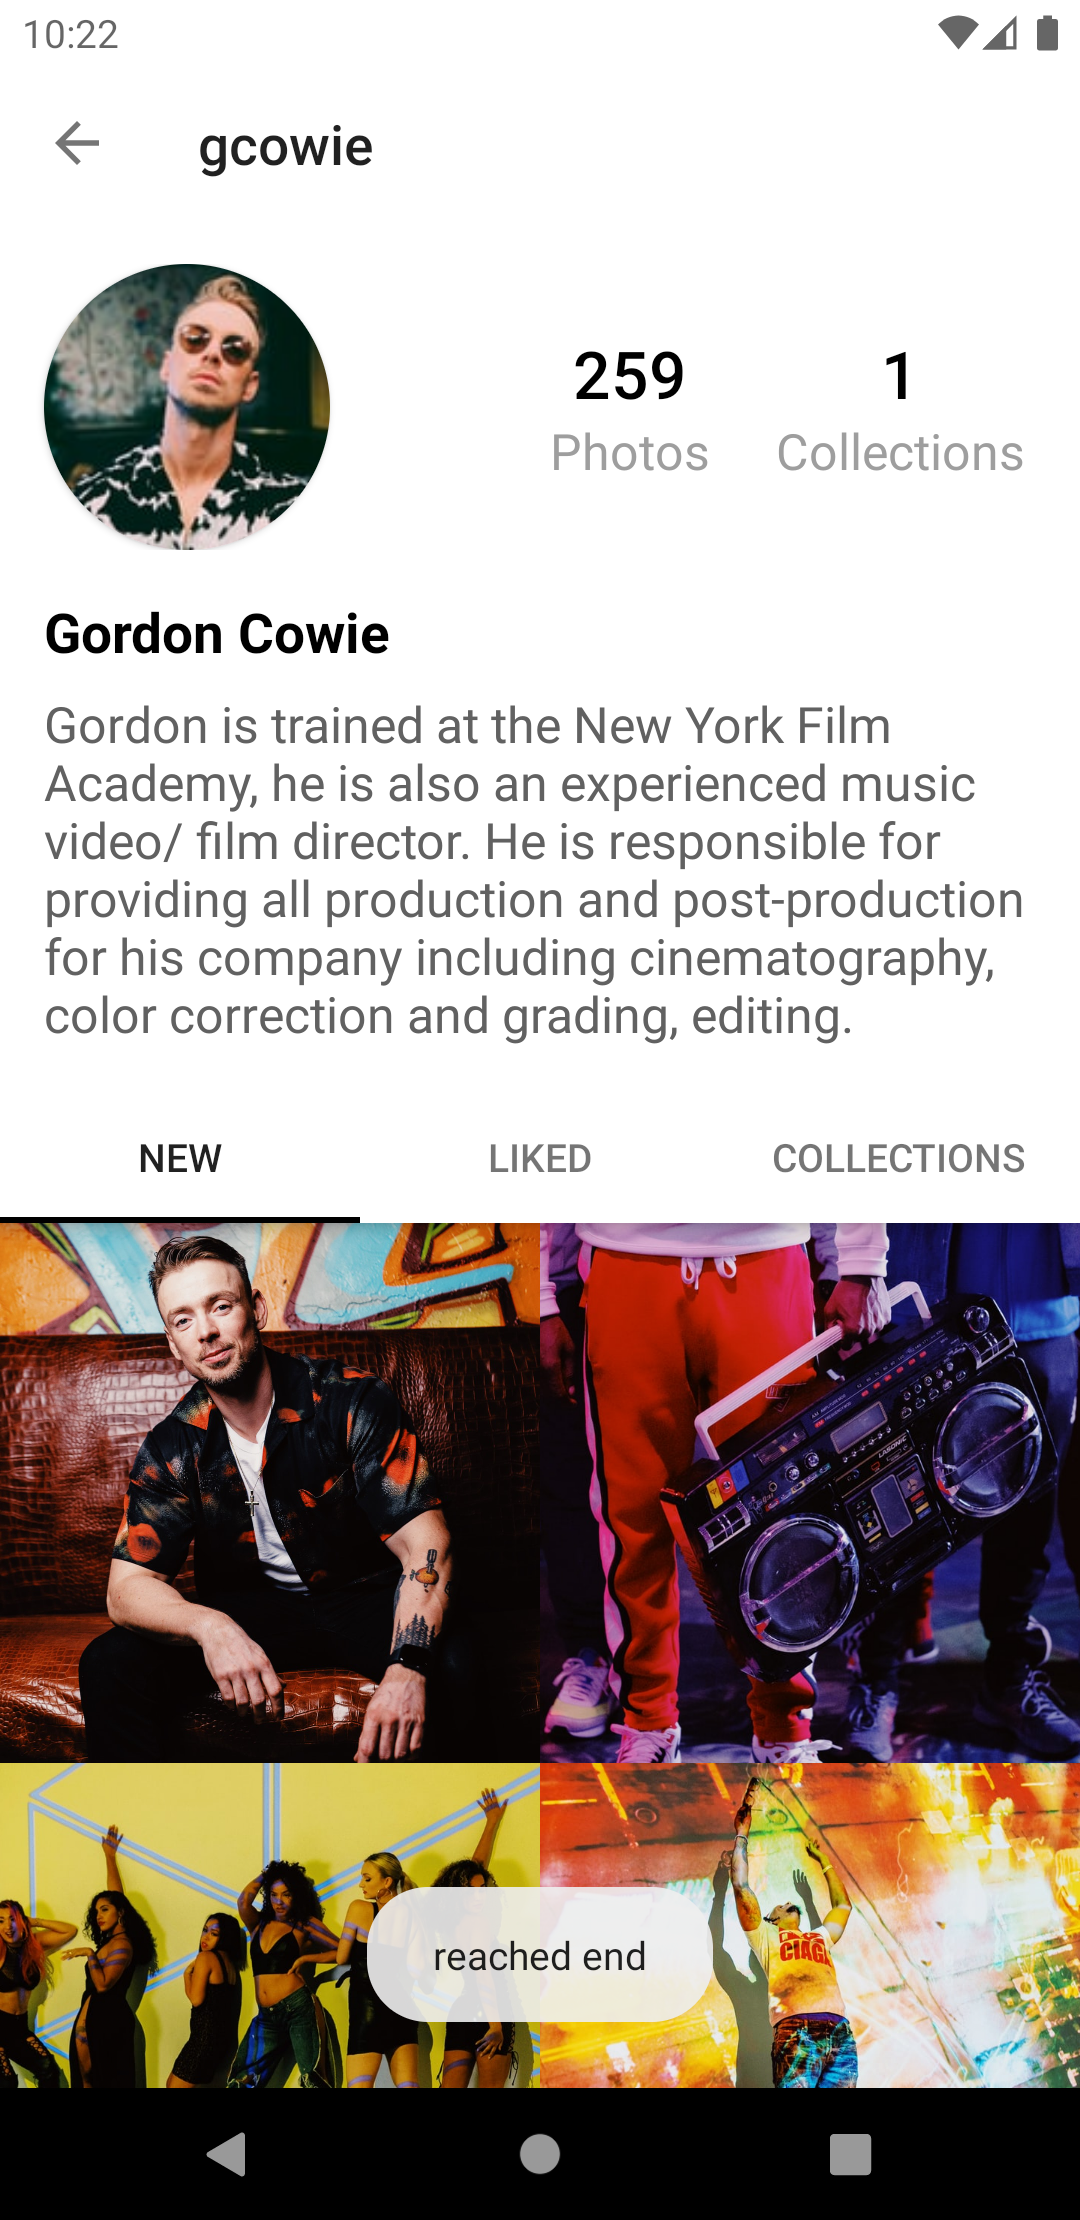 10:22
gcowie
259
Photos
1
Collections
Gordon Cowie
Gordon is trained at the New York Film
Academy, he is also an experienced music
video/ film director. He is responsible for
providing all production and post-production
for his company including cinematography,
color correction and grading, editing.
NEW
LIKED
COLLECTIONS
LASONIC
CIAGA
reached end